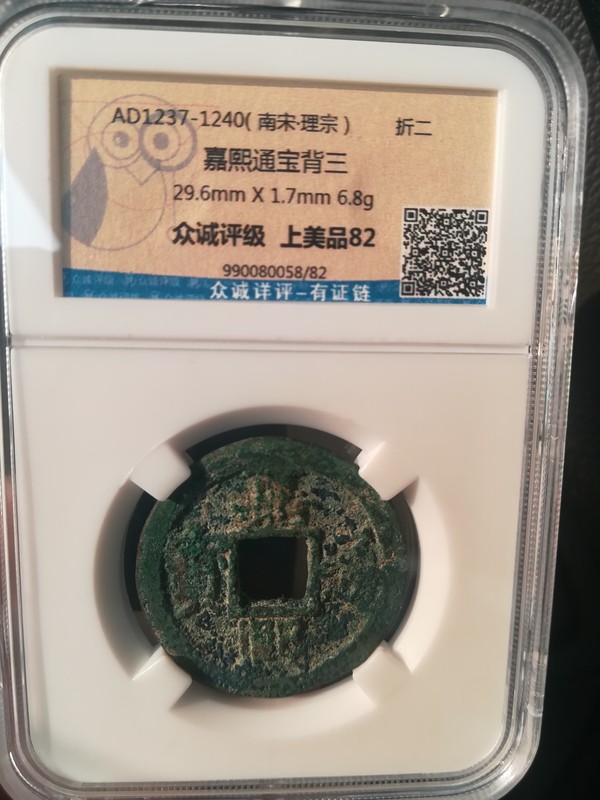 AD1237-1240( 南宋·理宗 ) 折二
嘉熙通宝背三
29.6mm X 1.7mm 6.8g
众诚评级 上美品82
990080058/82
众诚详评-有证链